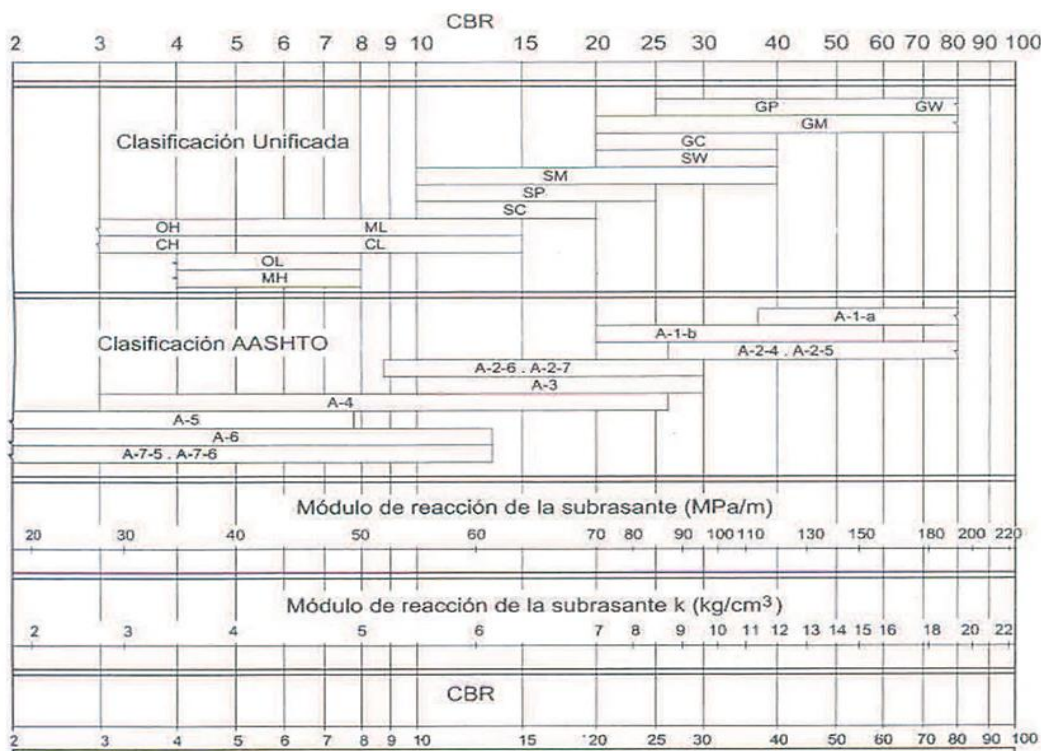 CBR
2 3 4 5 6 7 8 9 10 15 20 25 30 40 50 60 70 80 90 100
GP GW
GM
Clasificación Unificada
GC
SW
SM
SP
SC
OH ML
CH CL
OL
MH
A-1-a
A-1-b
Clasificación AASHTO
A-2-4 . A-2-5
A-2-6 . A-2-7
A-3
A-4
A-5
A-6
A-7-5 . A-7-6
Módulo de reacción de la subrasante (MPa/m)
20 30 40 50 60 70 80 90 100 110 130 150 180 200 220
Módulo de reacción de la subrasante k (kg/cm³)
2 3 4 5 6 7 8 9 10 11 12 13 14 15 16 18 20 22
CBR
2 3 4 5 6 7 8 9 10 15 20 25 30 40 50 60 70 80 90 100